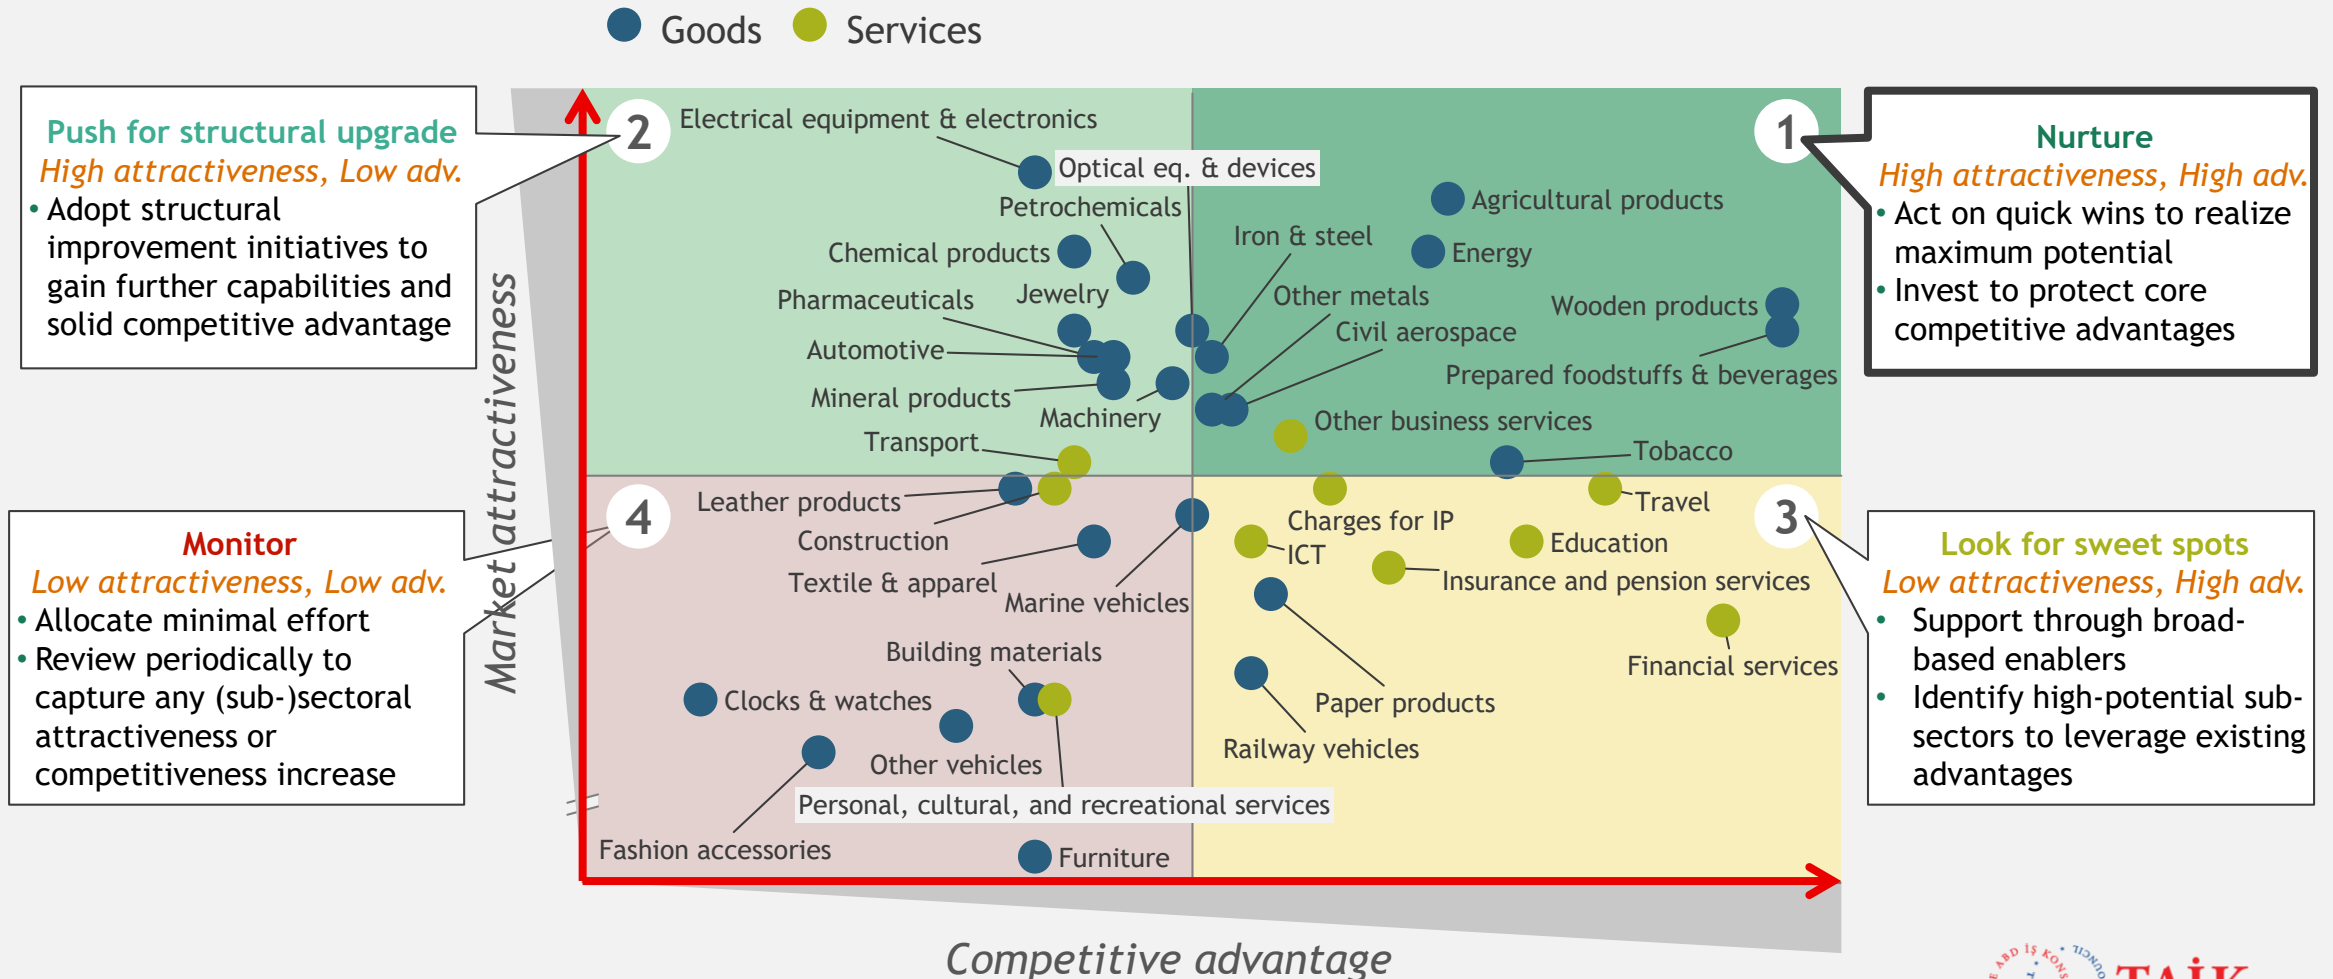 Goods
Services
Push for structural upgrade
High attractiveness, Low adv.
• Adopt structural
improvement initiatives to
gain further capabilities and
solid competitive advantage
2
1
Nurture
High attractiveness, High adv.
• Act on quick wins to realize
maximum potential
• Invest to protect core
competitive advantages
Market attractiveness
Electrical equipment & electronics
Optical eq. & devices
Petrochemicals
Agricultural products
Iron & steel
Chemical products
Energy
Jewelry
Pharmaceuticals
Other metals
Wooden products
Civil aerospace
Automotive
Prepared foodstuffs & beverages
Mineral products
Machinery
Other business services
Transport
Tobacco
Monitor
Low attractiveness, Low adv.
• Allocate minimal effort
• Review periodically to
capture any (sub-)sectoral
attractiveness or
competitiveness increase
4
3
Look for sweet spots
Low attractiveness, High adv.
• Support through broad-
based enablers
• Identify high-potential sub-
sectors to leverage existing
advantages
Leather products
Travel
Charges for IP
Construction
ICT
Education
Textile & apparel
Marine vehicles
Insurance and pension services
Building materials
Financial services
Clocks & watches
Paper products
Railway vehicles
Other vehicles
Personal, cultural, and recreational services
Fashion accessories
Furniture
Competitive advantage
ABD İŞ
TAİK